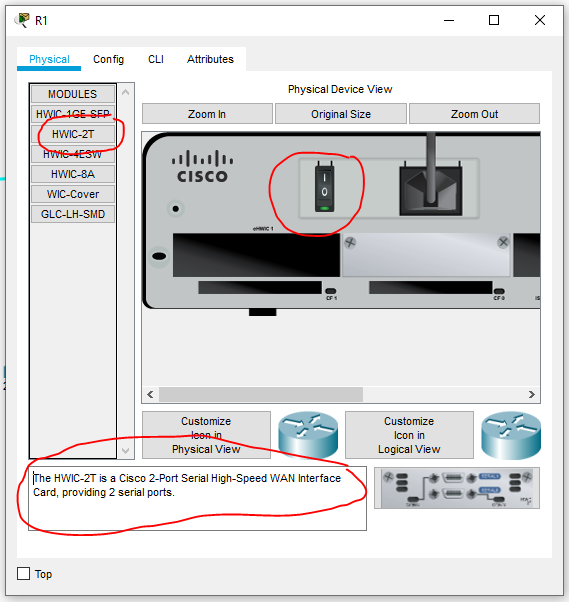 R1
Physical
Config
CLI
Attributes
MODULES
HWIC-1GE-SFP
HWIC-2T
HWIC-4ESW
HWIC-8A
WIC-Cover
GLC-LH-SMD
Physical Device View
Zoom In
Original Size
Zoom Out
CISCO
I
O
eHWIC 1
CF 1
CF 0
Customize
Icon in
Physical View
Customize
Icon in
Logical View
The HWIC-2T is a Cisco 2-Port Serial High-Speed WAN Interface
Card, providing 2 serial ports.
SERIAL
SERIAL
Top